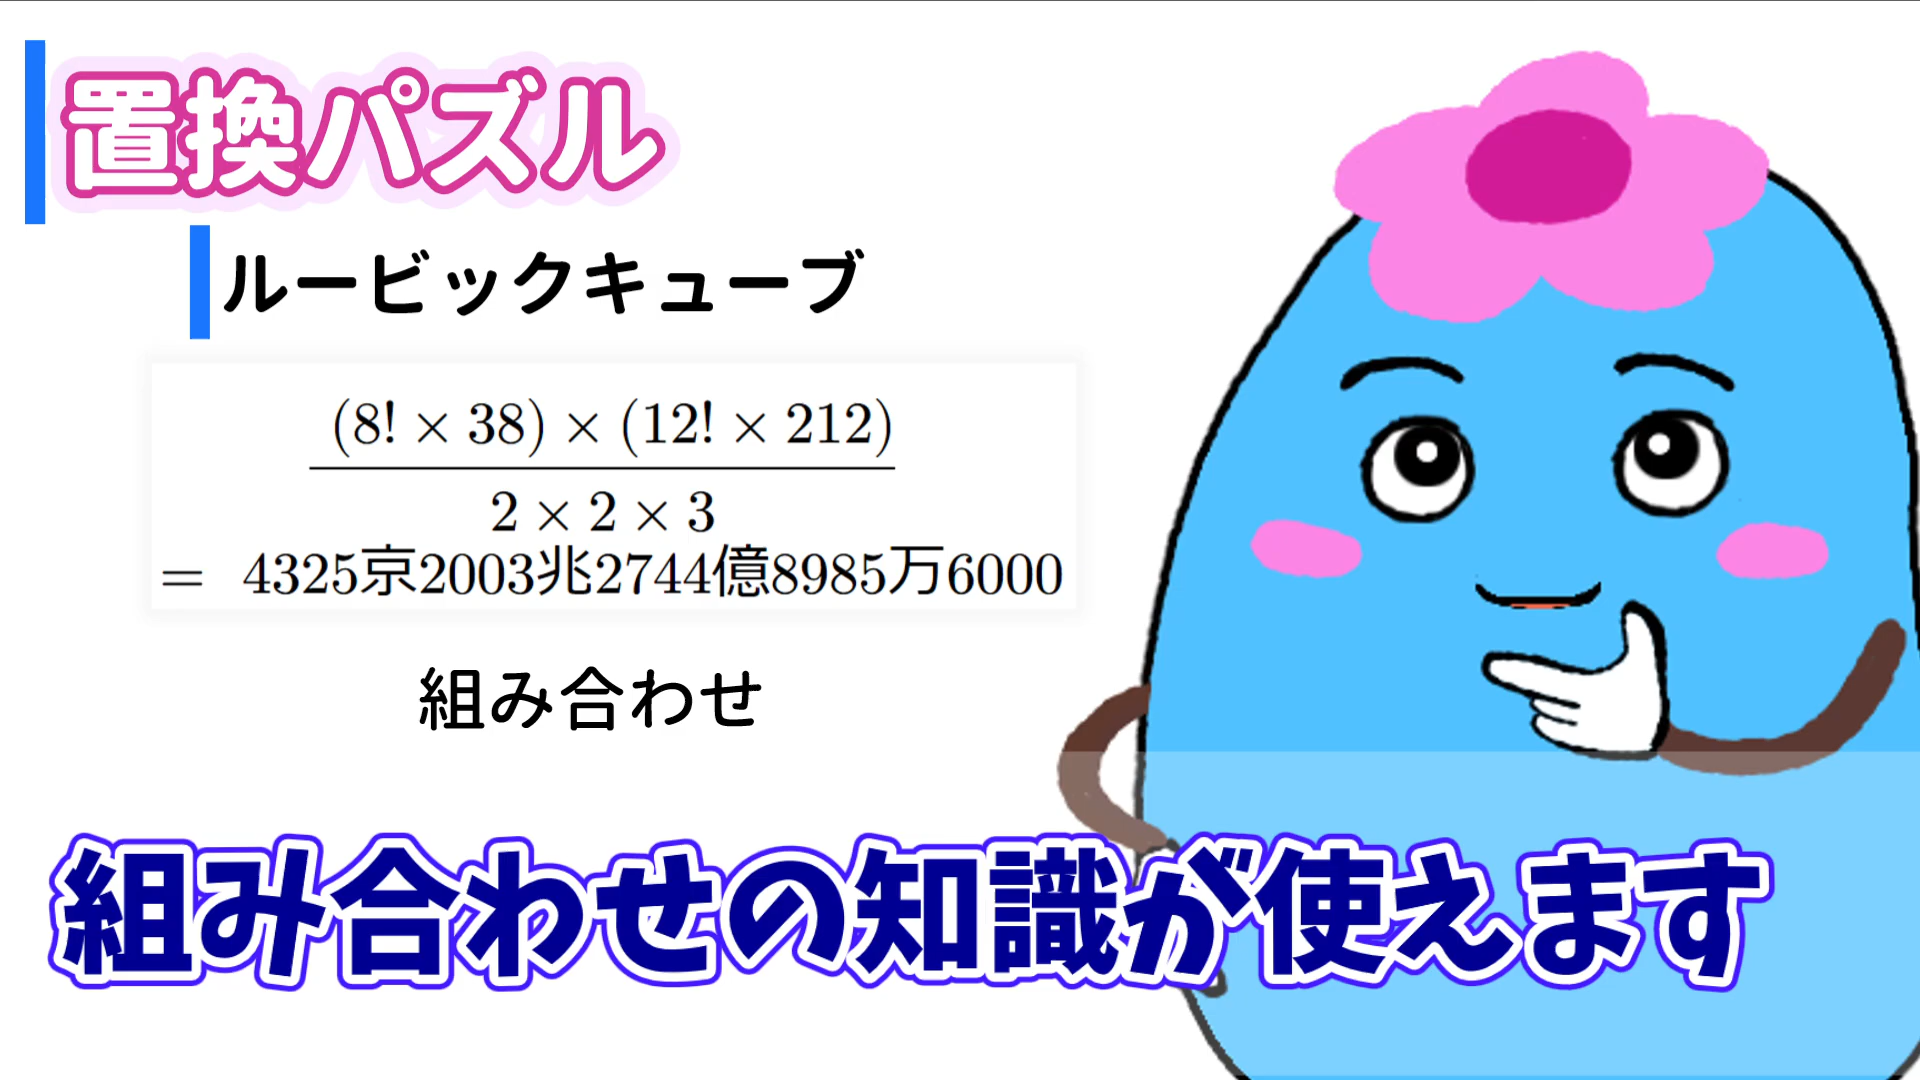 置換パズル
ルービックキューブ
(8! × 38) × (12! × 212)
2 × 2 × 3
= 4325京2003兆2744億8985万6000
組み合わせ
組み合わせの知識が使えます